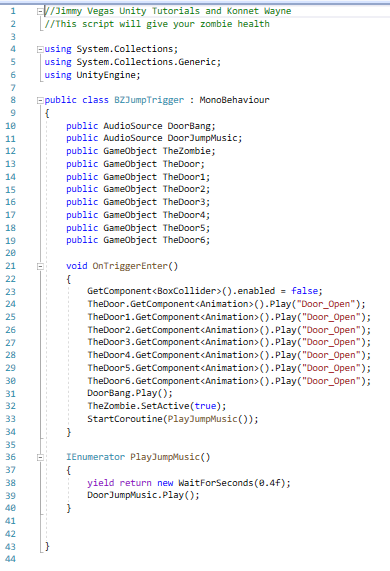 1 //Jimmy Vegas Unity Tutorials and Konnet Wayne
2 //This script will give your zombie health
3
4 using System.Collections;
5 using System.Collections.Generic;
6 using UnityEngine;
7
8 public class BZJumpTrigger : MonoBehaviour
9 {
10 public AudioSource DoorBang;
11 public AudioSource DoorJumpMusic;
12 public GameObject TheZombie;
13 public GameObject TheDoor;
14 public GameObject TheDoor1;
15 public GameObject TheDoor2;
16 public GameObject TheDoor3;
17 public GameObject TheDoor4;
18 public GameObject TheDoor5;
19 public GameObject TheDoor6;
20
21 void OnTriggerEnter()
22 {
23 GetComponent<BoxCollider>().enabled = false;
24 TheDoor.GetComponent<Animation>().Play("Door_Open");
25 TheDoor1.GetComponent<Animation>().Play("Door_Open");
26 TheDoor2.GetComponent<Animation>().Play("Door_Open");
27 TheDoor3.GetComponent<Animation>().Play("Door_Open");
28 TheDoor4.GetComponent<Animation>().Play("Door_Open");
29 TheDoor5.GetComponent<Animation>().Play("Door_Open");
30 TheDoor6.GetComponent<Animation>().Play("Door_Open");
31 DoorBang.Play();
32 TheZombie.SetActive(true);
33 StartCoroutine(PlayJumpMusic());
34 }
35
36 IEnumerator PlayJumpMusic()
37 {
38 yield return new WaitForSeconds(0.4f);
39 DoorJumpMusic.Play();
40 }
41
42
43 }
44